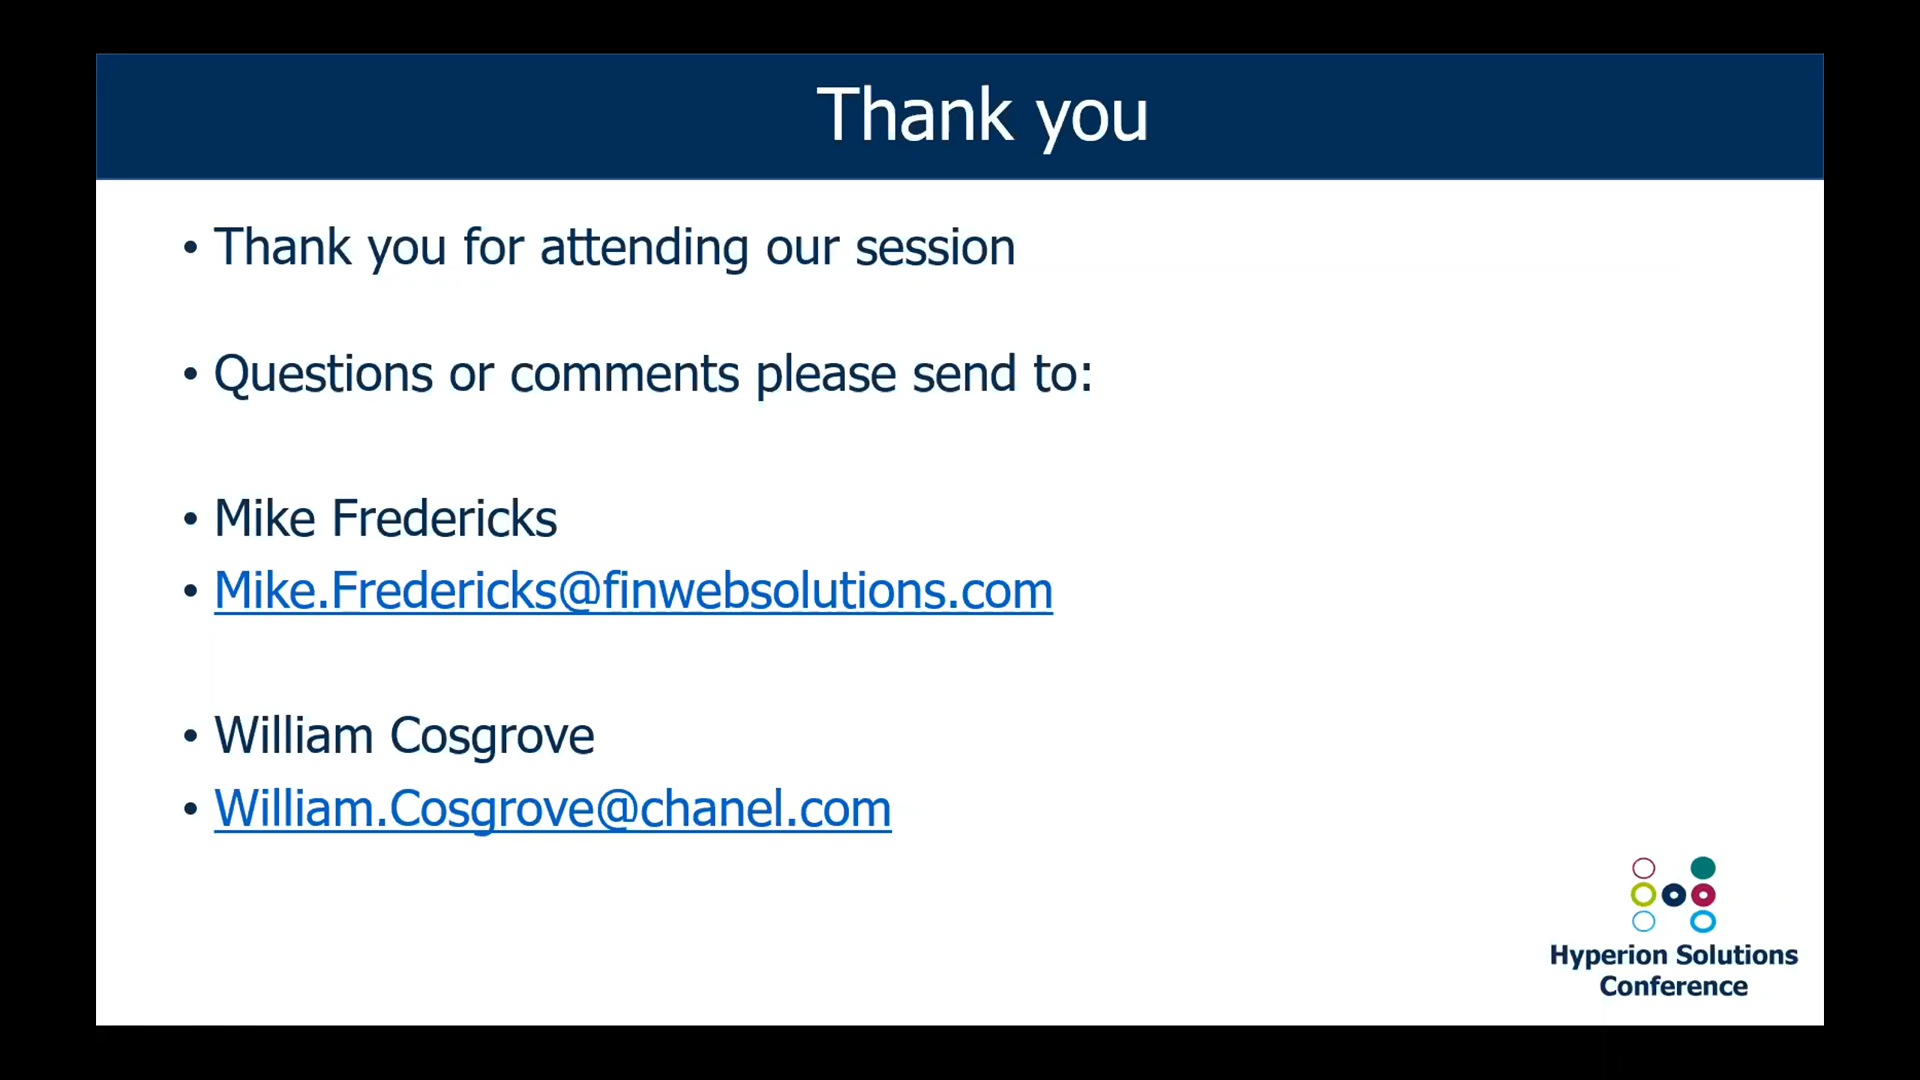 Thank you
• Thank you for attending our session
• Questions or comments please send to:
• Mike Fredericks
• Mike.Fredericks@finwebsolutions.com
• William Cosgrove
• William.Cosgrove@chanel.com
Hyperion Solutions
Conference